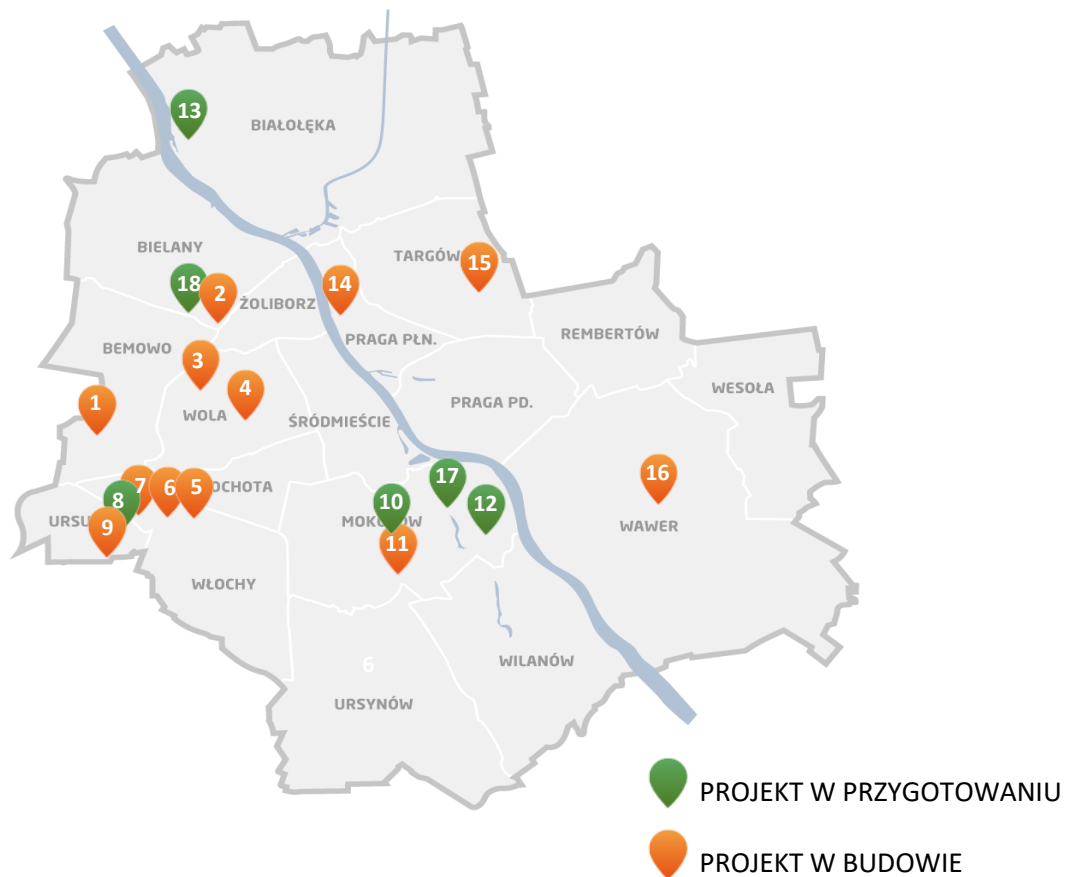 13
BIAŁOŁĘKA
BIELANY
TARGÓW
15
18
2
14
ŻOLIBORZ
REMBERTÓW
PRAGA PŁN.
BEMOWO
3
4
WESOŁA
1
WOLA
PRAGA PD.
ŚRÓDMIEŚCIE
16
17
7
6
5
OCHOTA
8
10
12
URSU
9
MOKOTÓW
WAWER
11
WŁOCHY
WILANÓW
6
URSYNÓW
PROJEKT W PRZYGOTOWANIU
PROJEKT W BUDOWIE